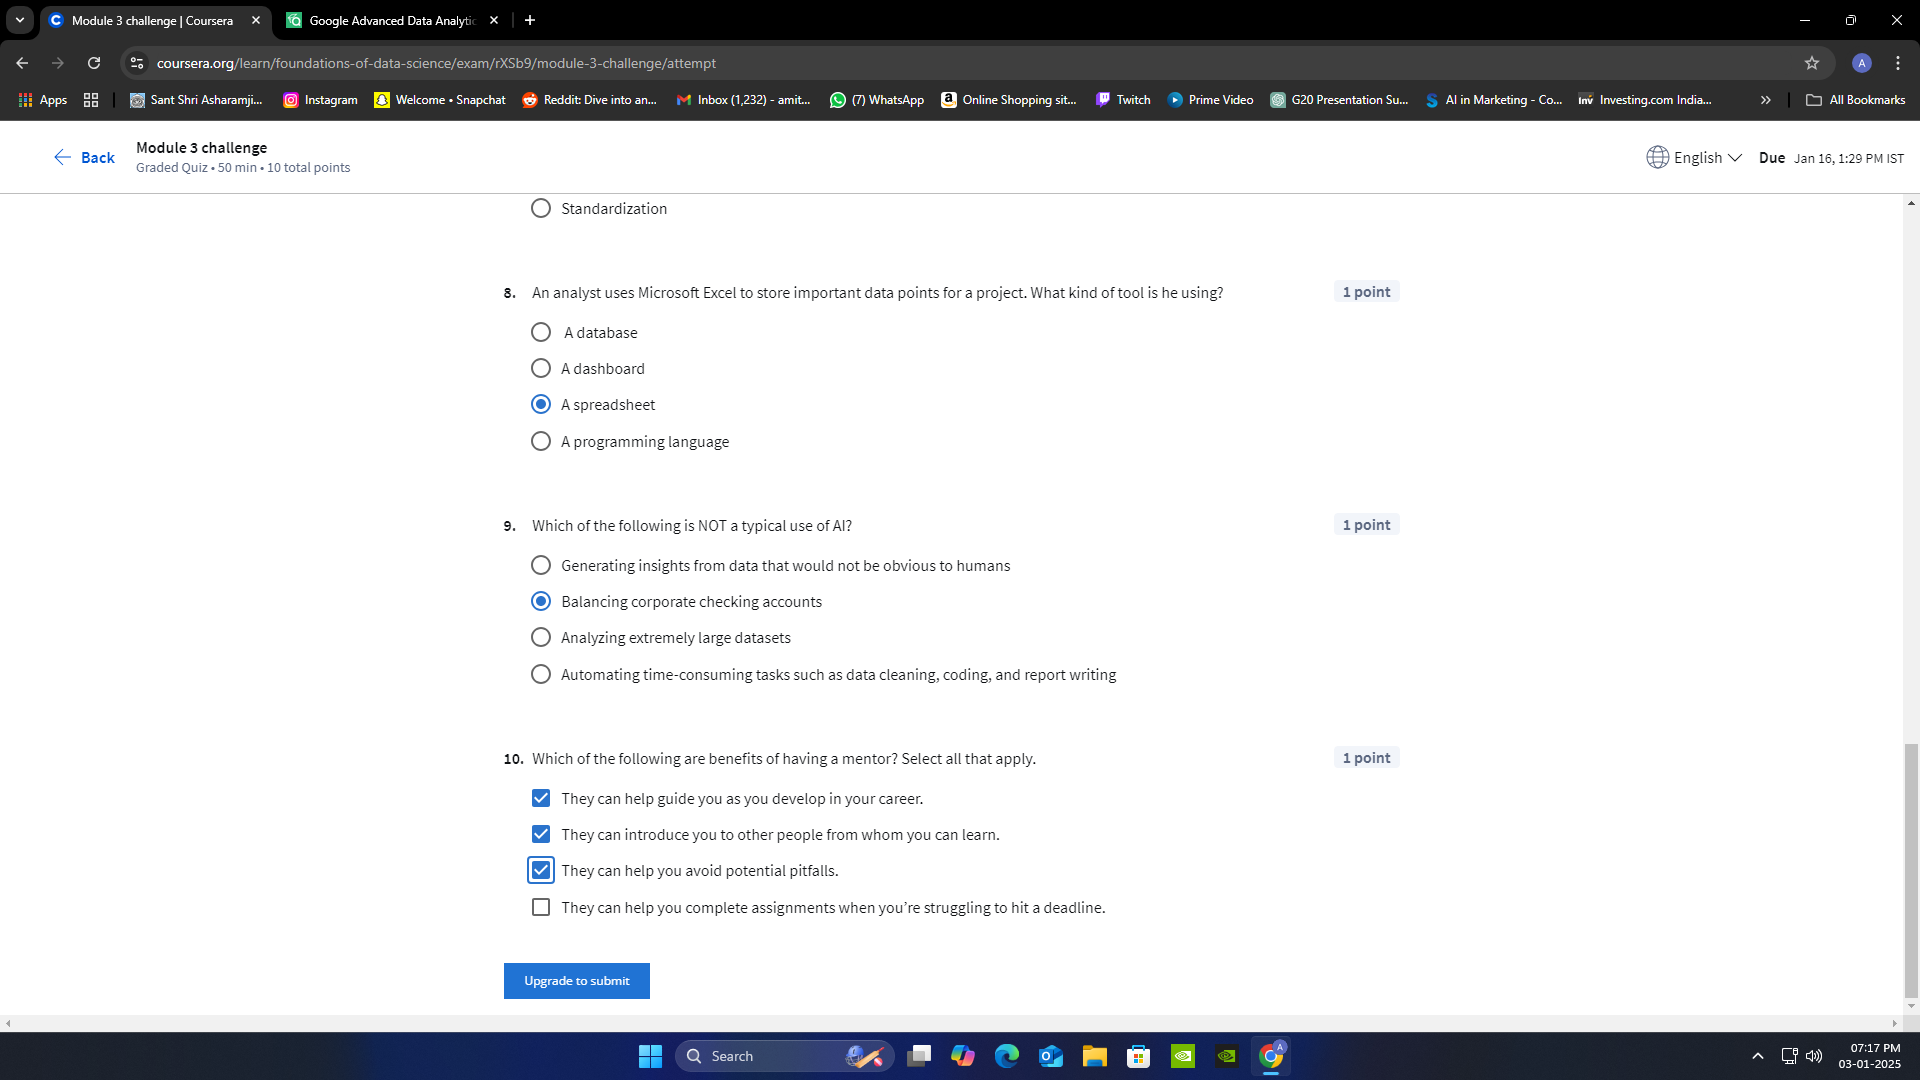 Module 3 challenge | Coursera
Google Advanced Data Analytic
coursera.org/learn/foundations-of-data-science/exam/rXSb9/module-3-challenge/attempt
A
Apps
Sant Shri Asharamji...
Instagram
Welcome • Snapchat
Reddit: Dive into an...
Inbox (1,232) - amit...
(7) WhatsApp
Online Shopping sit...
Twitch
Prime Video
G20 Presentation Su...
AI in Marketing - Co...
Investing.com India...
All Bookmarks
Back
Module 3 challenge
Graded Quiz • 50 min • 10 total points
English
Due Jan 16, 1:29 PM IST
Standardization
8. An analyst uses Microsoft Excel to store important data points for a project. What kind of tool is he using?
1 point
A database
A dashboard
A spreadsheet
A programming language
9. Which of the following is NOT a typical use of AI?
1 point
Generating insights from data that would not be obvious to humans
Balancing corporate checking accounts
Analyzing extremely large datasets
Automating time-consuming tasks such as data cleaning, coding, and report writing
10. Which of the following are benefits of having a mentor? Select all that apply.
1 point
They can help guide you as you develop in your career.
They can introduce you to other people from whom you can learn.
They can help you avoid potential pitfalls.
They can help you complete assignments when you’re struggling to hit a deadline.
Upgrade to submit
Search
07:17 PM
03-01-2025